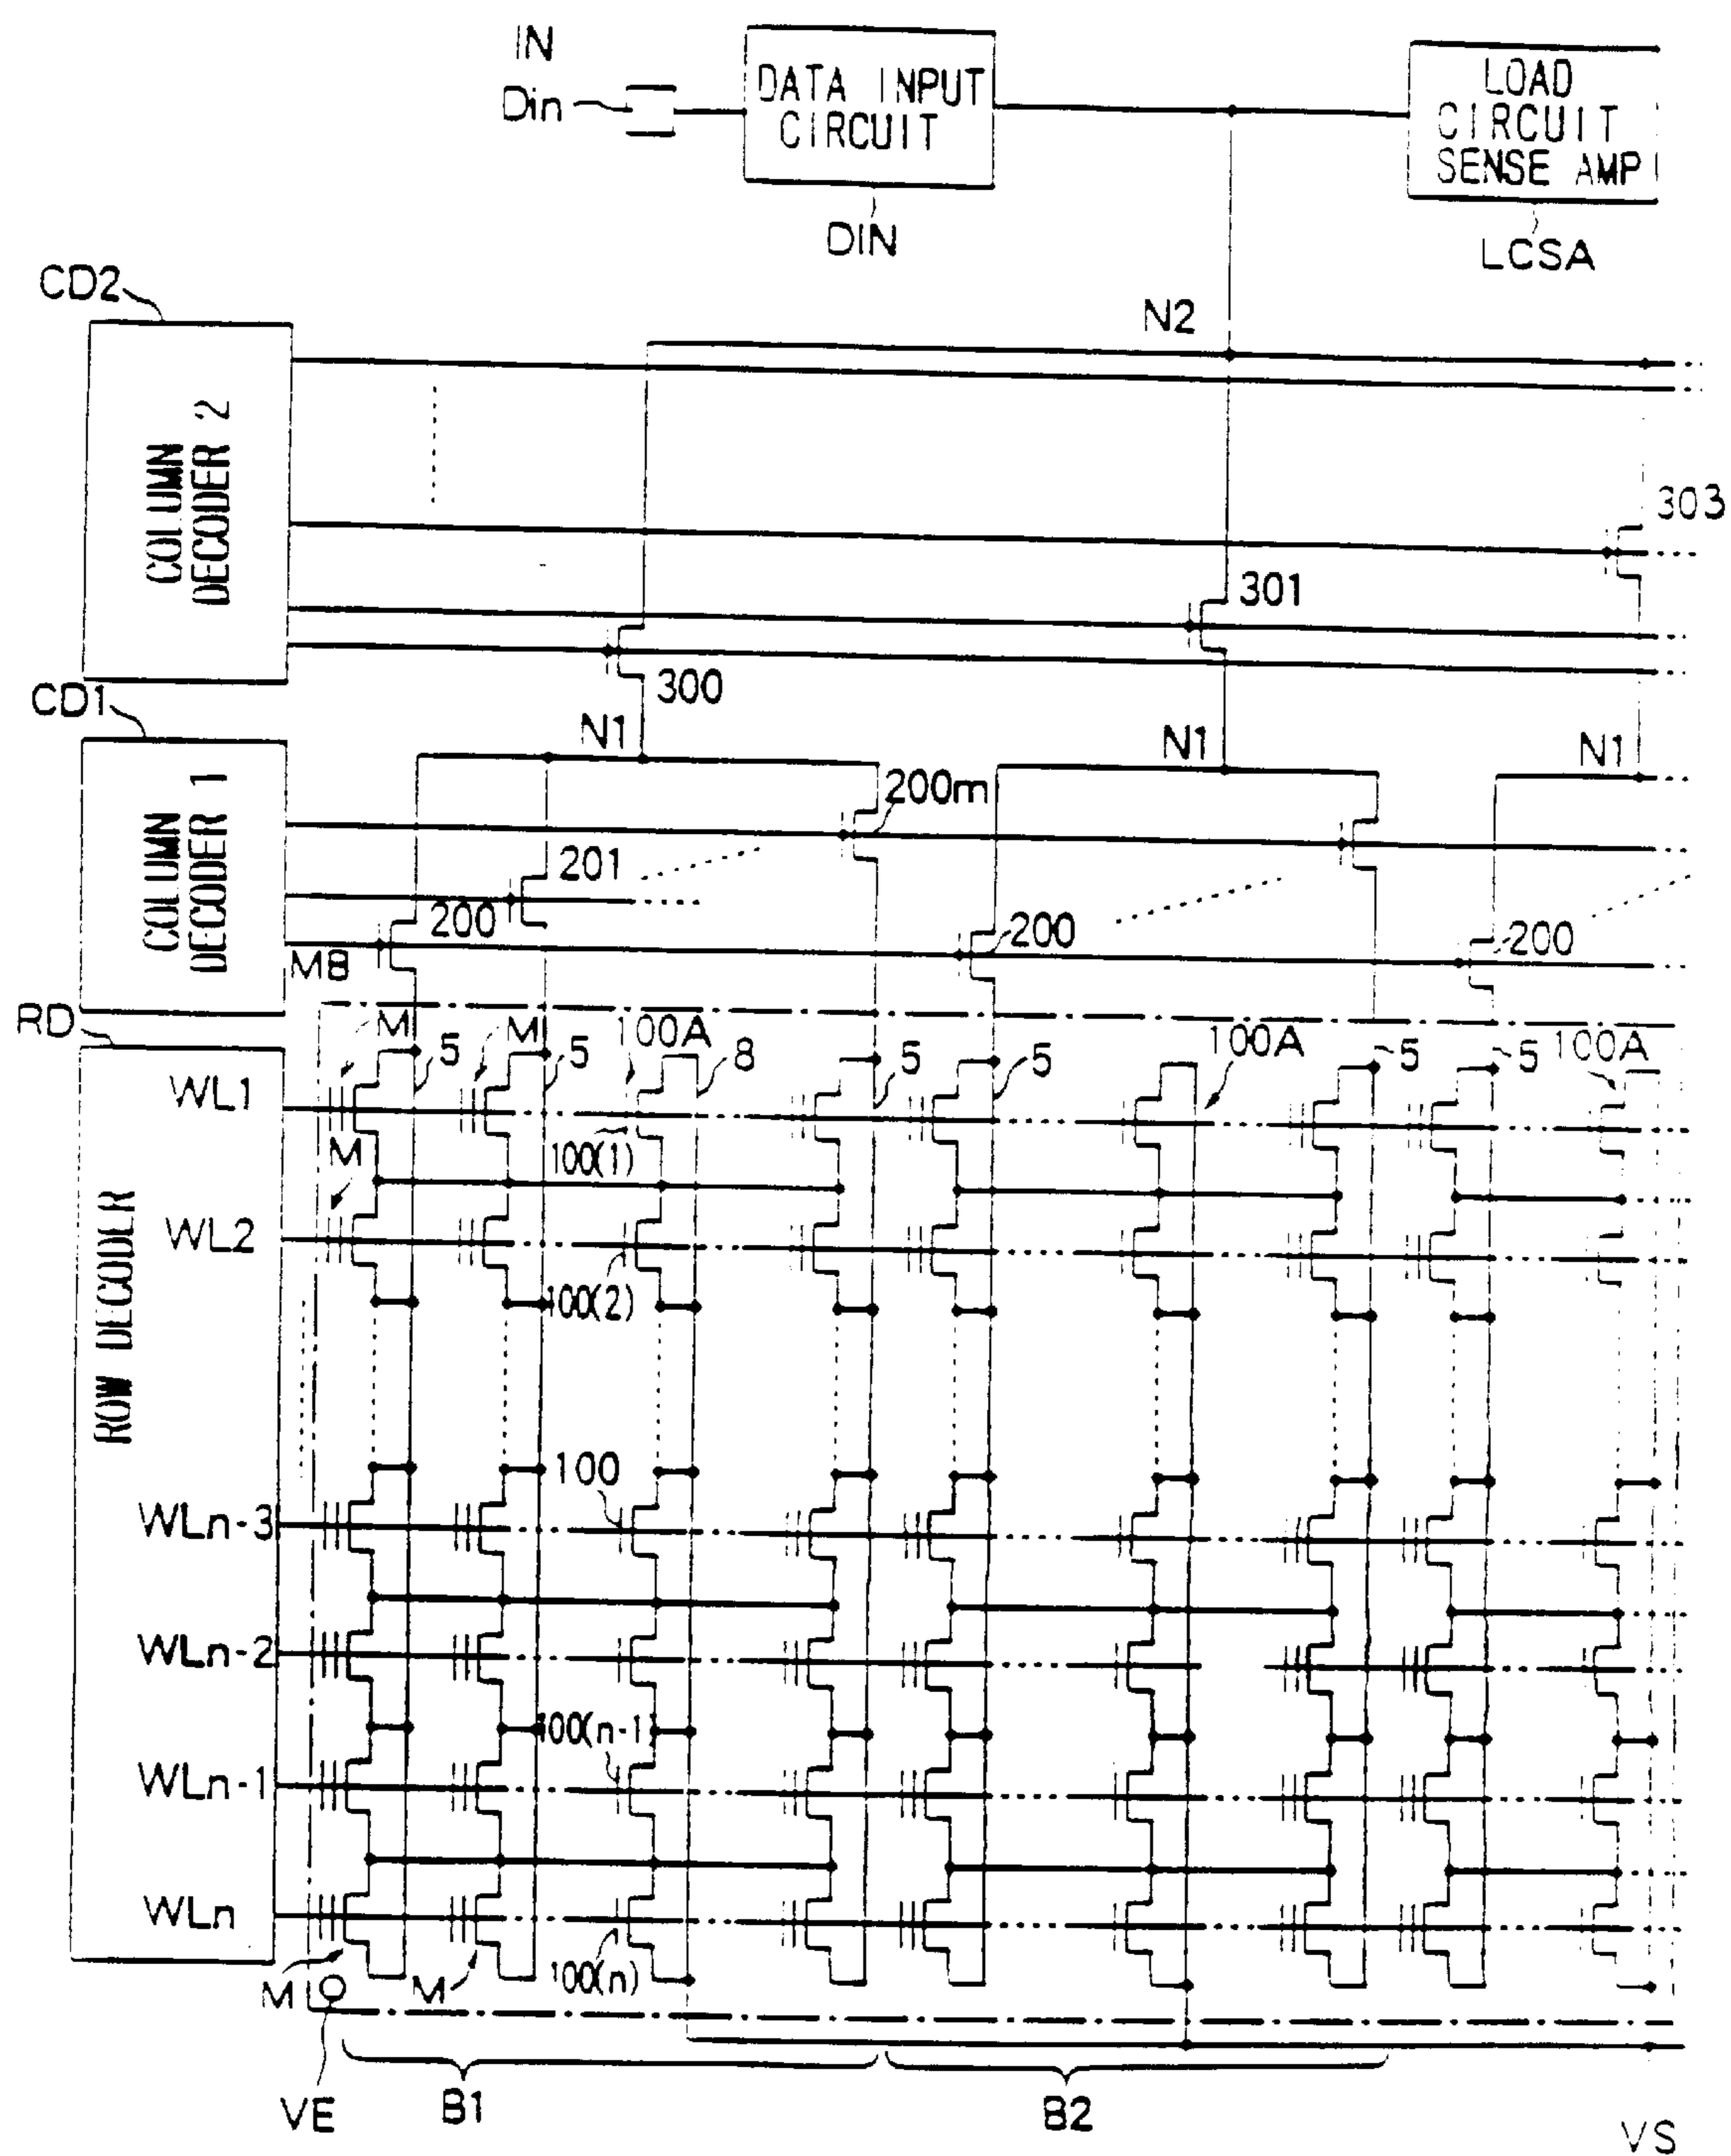 IN
Din
DATA INPUT
CIRCUIT
DIN
LOAD
CIRCUIT
SENSE AMP
LCSA
CD2
COLUMN
DECODER 2
N2
303
301
300
CD1
COLUMN
DECODER 1
N1
N1
N1
200m
201
200
200
200
MB
RD
ROW DECODER
M
M
100A
5
5
8
5
5
100A
5
5
100A
WL1
100(1)
M
WL2
100(2)
100
WLn-3
WLn-2
100(n-1)
WLn-1
WLn
100(n)
M
M
VE
B1
B2
VS